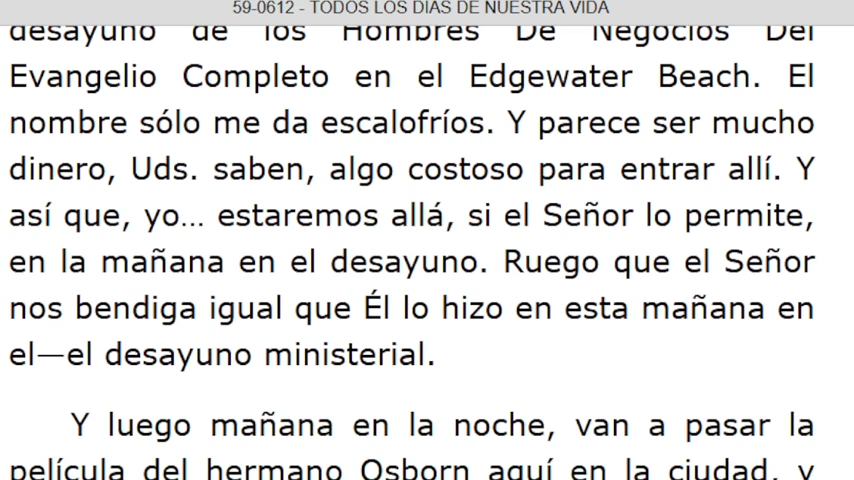 59-0612 - TODOS LOS DIAS DE NUESTRA VIDA
desayuno de los Hombres De Negocios Del
Evangelio Completo en el Edgewater Beach. El
nombre sólo me da escalofríos. Y parece ser mucho
dinero, Uds. saben, algo costoso para entrar allí. Y
así que, yo... estaremos allá, si el Señor lo permite,
en la mañana en el desayuno. Ruego que el Señor
nos bendiga igual que Él lo hizo en esta mañana en
el—el desayuno ministerial.
Y luego mañana en la noche, van a pasar la
película del hermano Osborn aquí en la ciudad, y